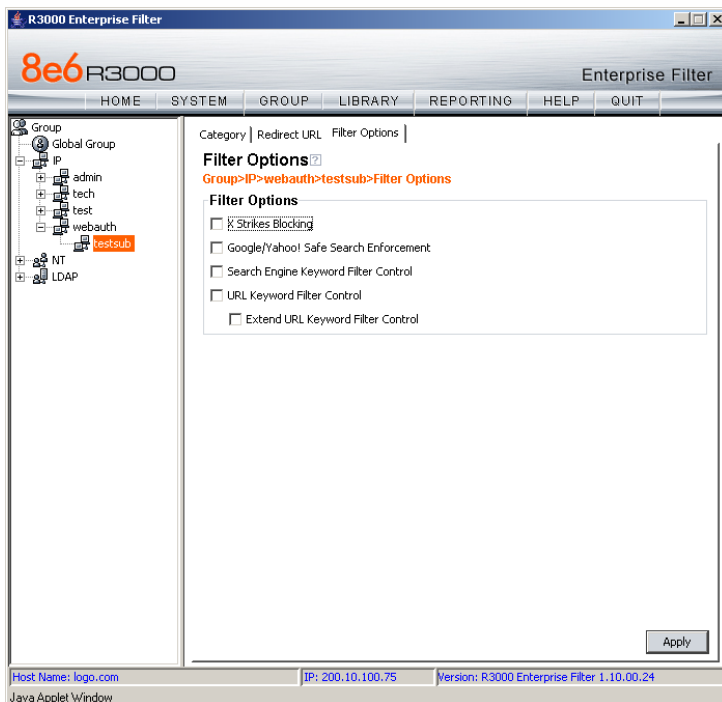 R3000 Enterprise Filter
8e6 R3000
Enterprise Filter
HOME SYSTEM GROUP LIBRARY REPORTING HELP QUIT
Group
Global Group
IP
admin
tech
test
webauth
testsub
NT
LDAP
Category Redirect URL Filter Options
Filter Options?
Group>IP>webauth>testsub>Filter Options
Filter Options
X Strikes Blocking
Google/Yahoo! Safe Search Enforcement
Search Engine Keyword Filter Control
URL Keyword Filter Control
Extend URL Keyword Filter Control
Apply
Host Name: logo.com IP: 200.10.100.75 Version: R3000 Enterprise Filter 1.10.00.24
Java Applet Window